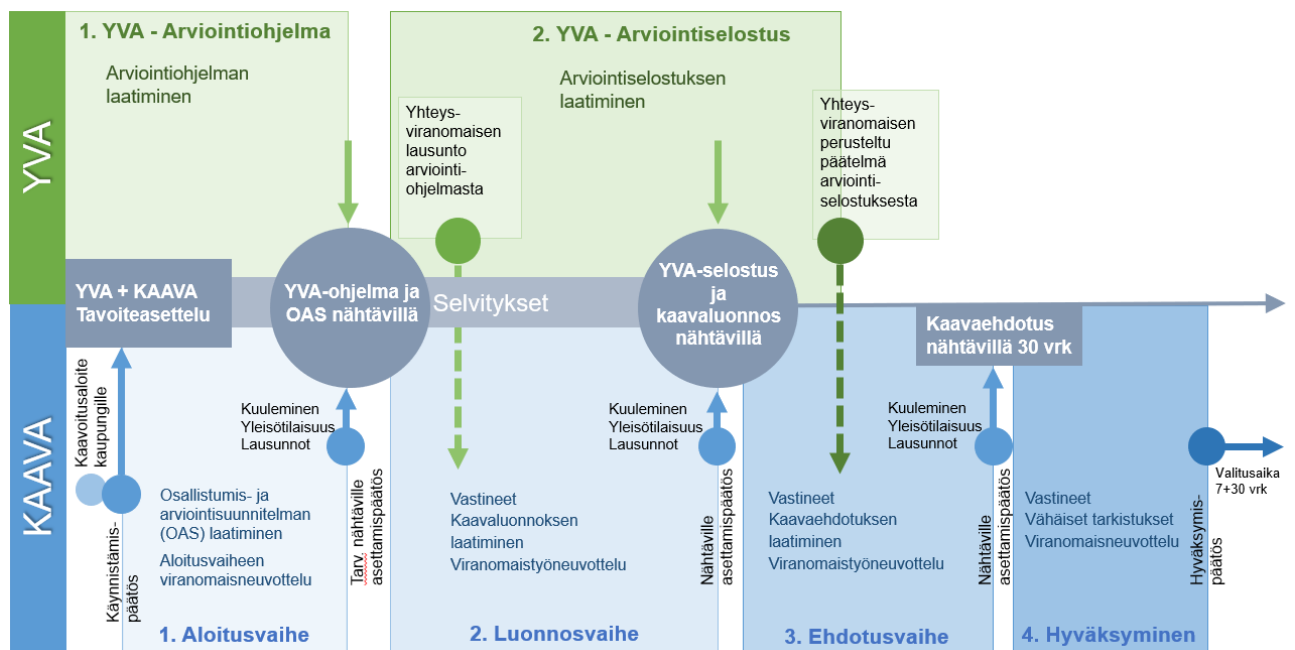 YVA
1. YVA - Arviointiohjelma
Arviointiohjelman
laatiminen
2. YVA - Arviointiselostus
Arviointiselostuksen
laatiminen
Yhteys-
viranomaisen
lausunto
arviointi-
ohjelmasta
Yhteys-
viranomaisen
perusteltu
päätelmä
arviointi-
selostuksesta
YVA + KAAVA
Tavoiteasettelu
YVA-ohjelma ja
OAS nähtävillä
Selvitykset
YVA-selostus
ja
kaavaluonnos
nähtävillä
Kaavaehdotus
nähtävillä 30 vrk
KAAVA
Kaavoitusaloite
kaupungille
Käynnistämis-
päätös
Osallistumis- ja
arviointisuunnitelman
(OAS) laatiminen
Aloitusvaiheen
viranomaisneuvottelu
Kuuleminen
Yleisötilaisuus
Lausunnot
Tarv. nähtäville
asettamispäätös
1. Aloitusvaihe
Vastineet
Kaavaluonnoksen
laatiminen
Viranomaistyöneuvottelu
Kuuleminen
Yleisötilaisuus
Lausunnot
Nähtäville
asettamispäätös
2. Luonnosvaihe
Vastineet
Kaavaehdotuksen
laatiminen
Viranomaistyöneuvottelu
Kuuleminen
Yleisötilaisuus
Lausunnot
Nähtäville
asettamispäätös
3. Ehdotusvaihe
Vastineet
Vähäiset tarkistukset
Viranomaisneuvottelu
Hyväksymis-
päätös
Valitusaika
7+30 vrk
4. Hyväksyminen